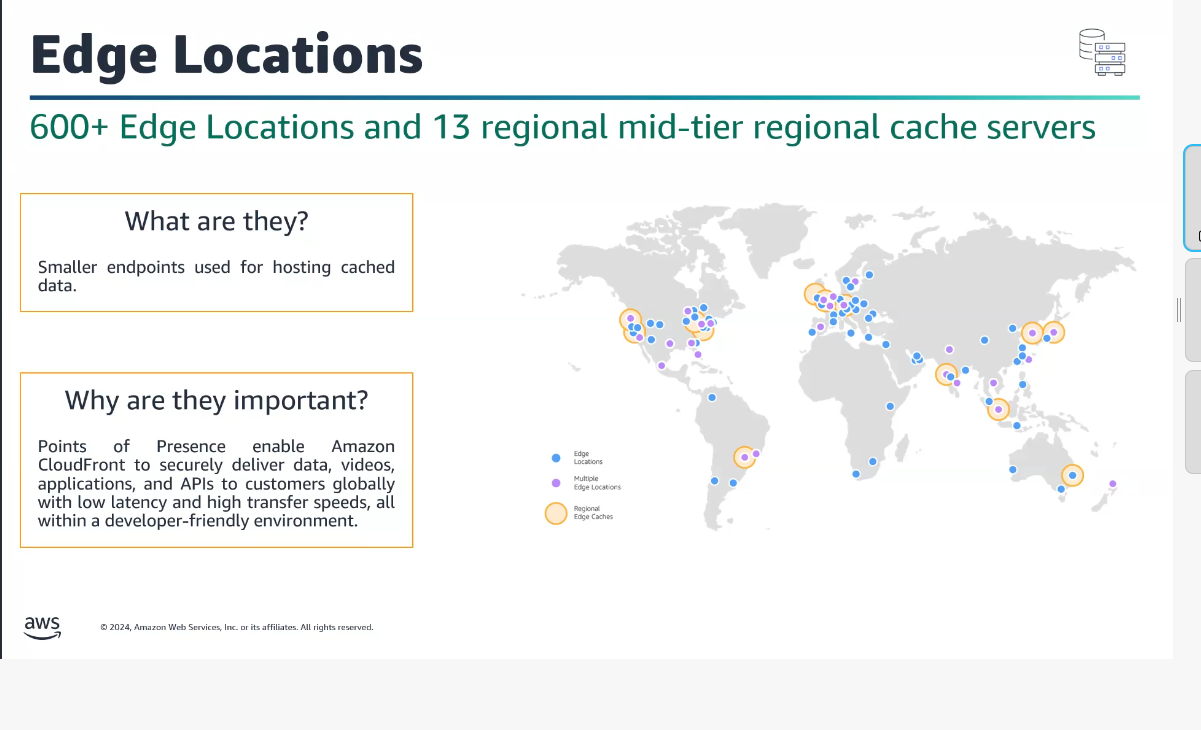 Edge Locations
600+ Edge Locations and 13 regional mid-tier regional cache servers
What are they?
Smaller endpoints used for hosting cached
data.
Why are they important?
Points of Presence enable Amazon
CloudFront to securely deliver data, videos,
applications, and APIs to customers globally
with low latency and high transfer speeds, all
within a developer-friendly environment.
Edge
Locations
Multiple
Edge Locations
Regional
Edge Caches
aws
© 2024, Amazon Web Services, Inc. or its affiliates. All rights reserved.